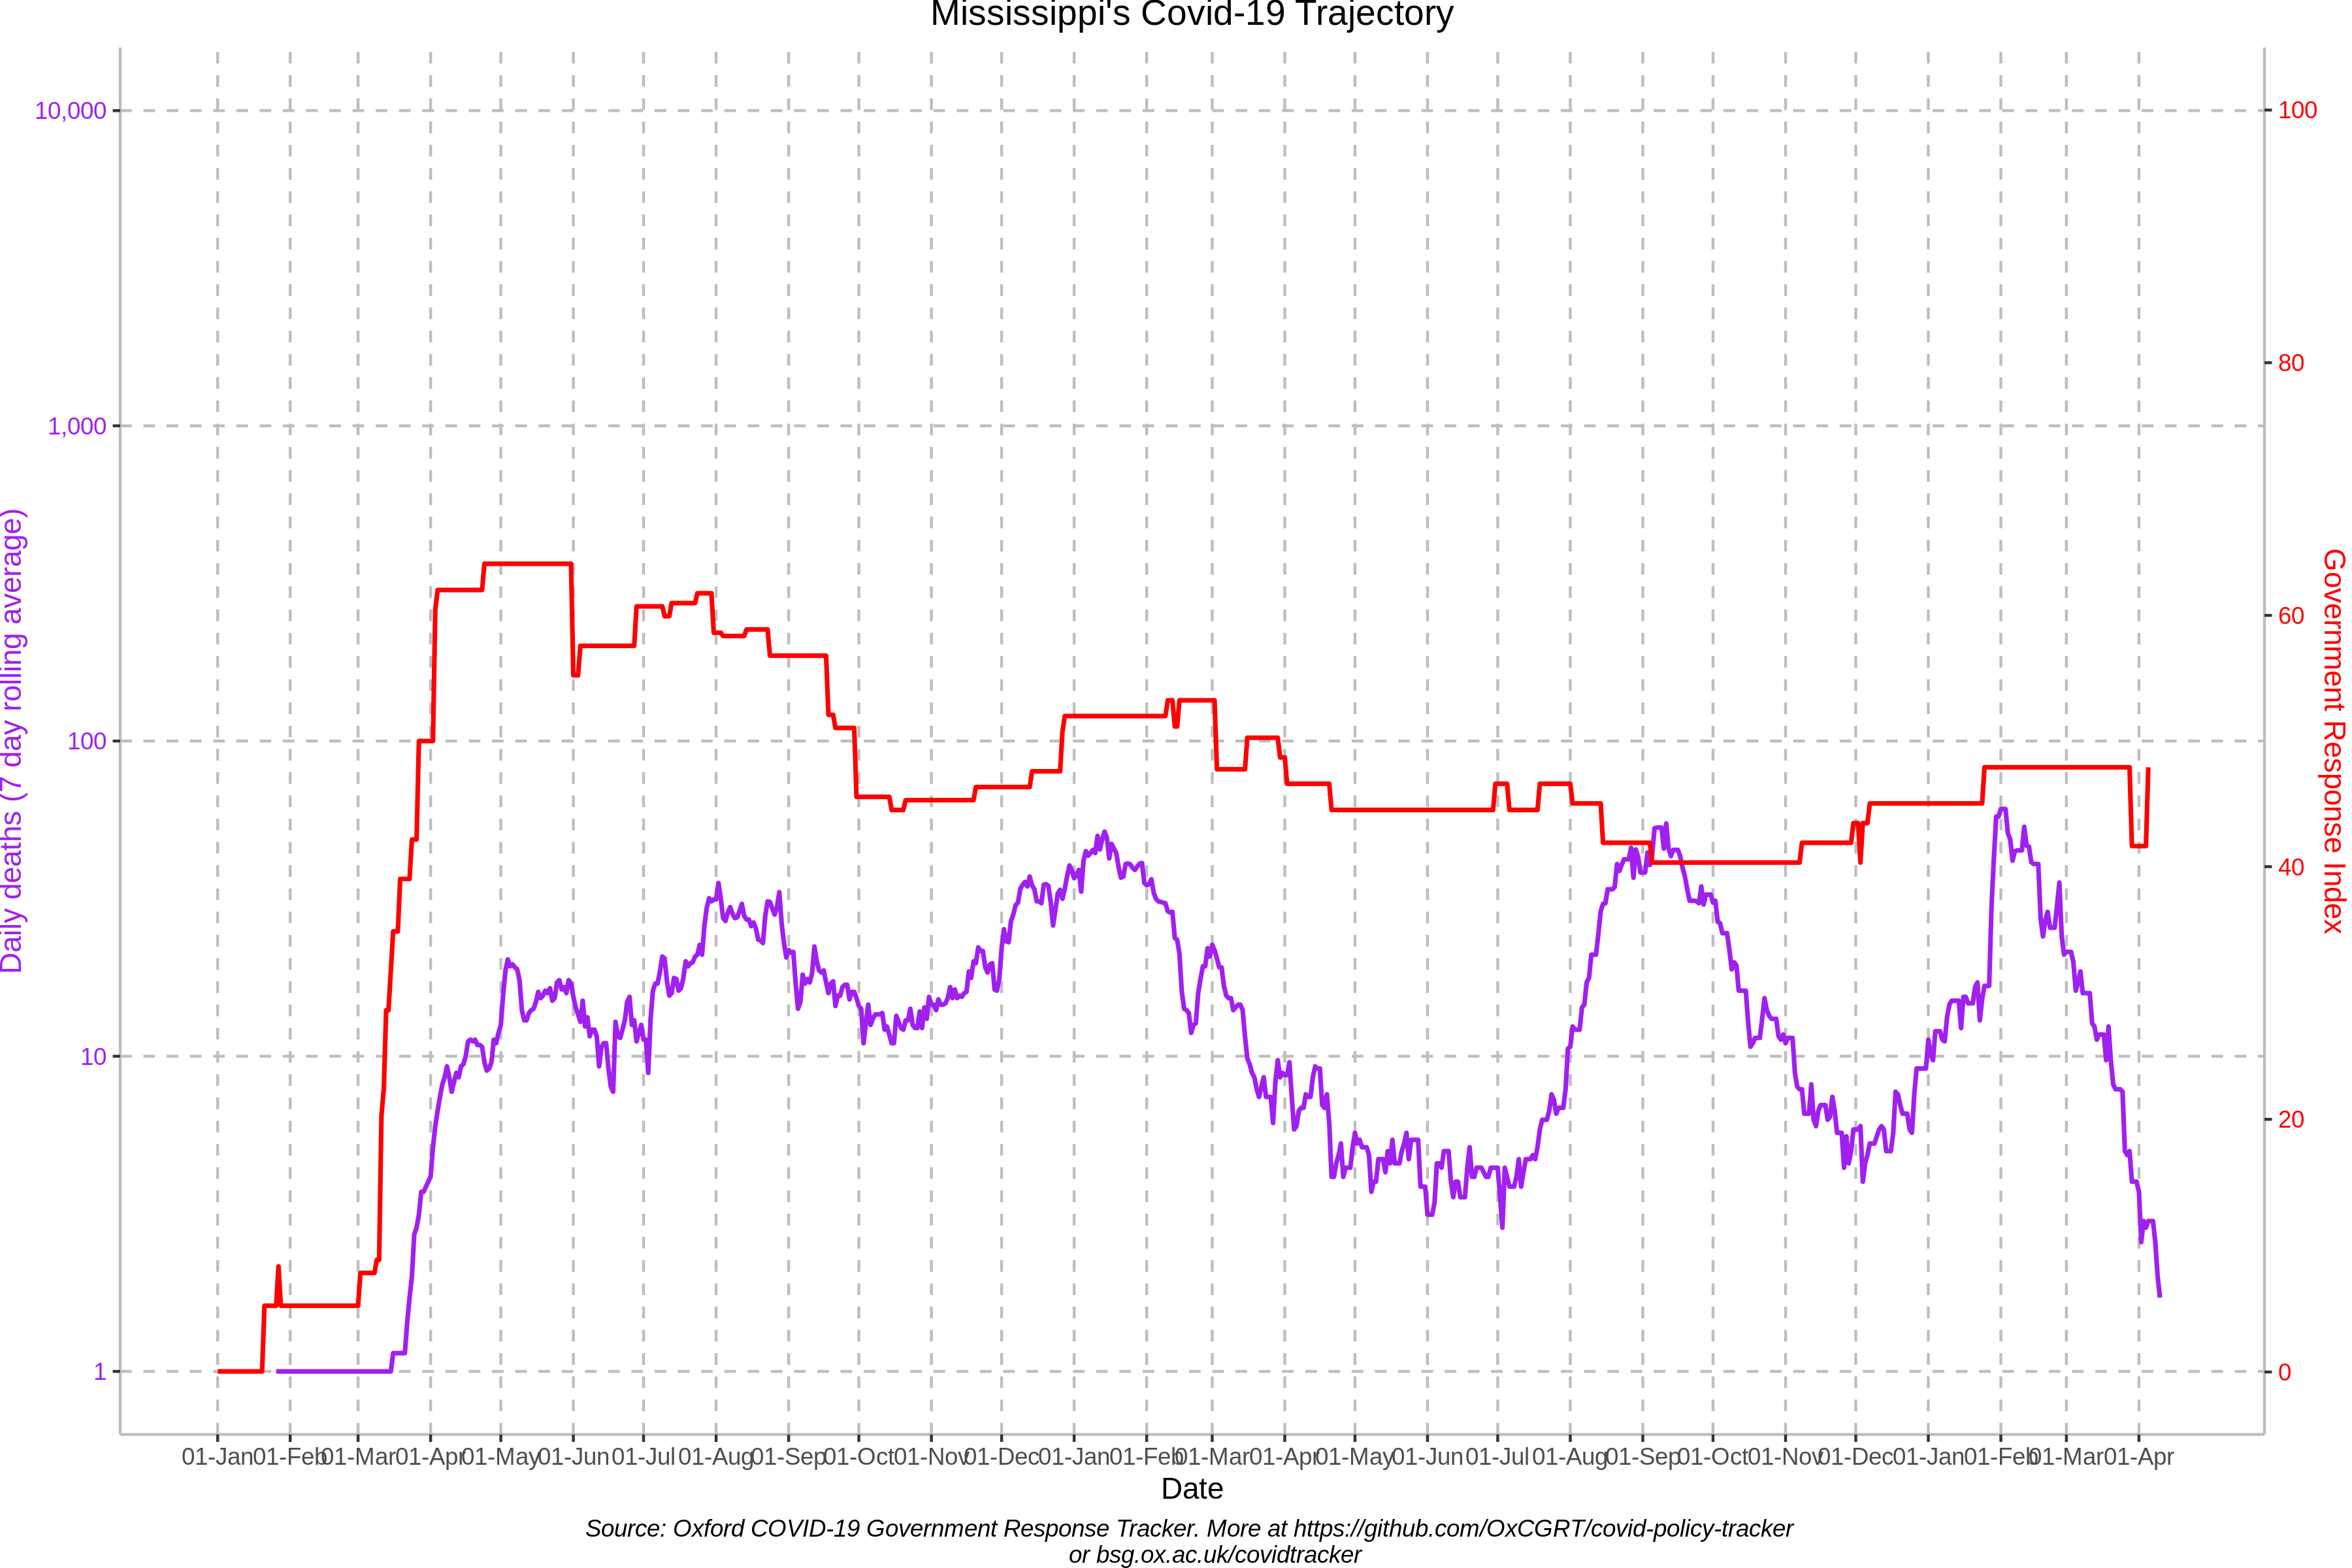 Mississippi's Covid-19 Trajectory
10,000
1,000
100
10
1
Daily deaths (7 day rolling average)
100
80
60
40
20
0
Government Response Index
01-Jan 01-Feb 01-Mar 01-Apr 01-May 01-Jun 01-Jul 01-Aug 01-Sep 01-Oct 01-Nov 01-Dec 01-Jan 01-Feb 01-Mar 01-Apr 01-May 01-Jun 01-Jul 01-Aug 01-Sep 01-Oct 01-Nov 01-Dec 01-Jan 01-Feb 01-Mar 01-Apr
Date
Source: Oxford COVID-19 Government Response Tracker. More at https://github.com/OxCGRT/covid-policy-tracker
or bsg.ox.ac.uk/covidtracker